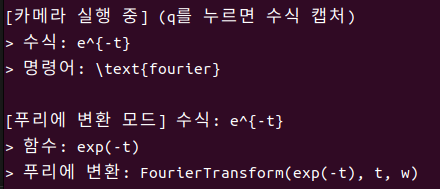 [카메라 실행 중] (q를 누르면 수식 캡처)
> 수식: e^{-t}
> 명령어: \text{fourier}
[푸리에 변환 모드] 수식: e^{-t}
> 함수: exp(-t)
> 푸리에 변환: FourierTransform(exp(-t), t, w)